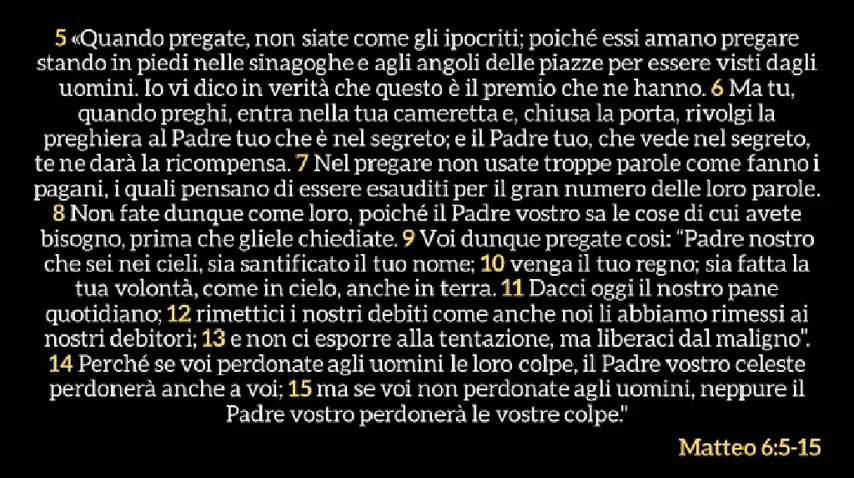 5 «Quando pregate, non siate come gli ipocriti; poiché essi amano pregare
stando in piedi nelle sinagoghe e agli angoli delle piazze per essere visti dagli
uomini. Io vi dico in verità che questo è il premio che ne hanno. 6 Ma tu,
quando preghi, entra nella tua cameretta e, chiusa la porta, rivolgi la
preghiera al Padre tuo che è nel segreto; e il Padre tuo, che vede nel segreto,
te ne darà la ricompensa. 7 Nel pregare non usate troppe parole come fanno i
pagani, i quali pensano di essere esauditi per il gran numero delle loro parole.
8 Non fate dunque come loro, poiché il Padre vostro sa le cose di cui avete
bisogno, prima che gliele chiediate. 9 Voi dunque pregate così: “Padre nostro
che sei nei cieli, sia santificato il tuo nome; 10 venga il tuo regno; sia fatta la
tua volontà, come in cielo, anche in terra. 11 Dacci oggi il nostro pane
quotidiano; 12 rimettici i nostri debiti come anche noi li abbiamo rimessi ai
nostri debitori; 13 e non ci esporre alla tentazione, ma liberaci dal maligno”.
14 Perché se voi perdonate agli uomini le loro colpe, il Padre vostro celeste
perdonerà anche a voi; 15 ma se voi non perdonate agli uomini, neppure il
Padre vostro perdonerà le vostre colpe."
Matteo 6:5-15